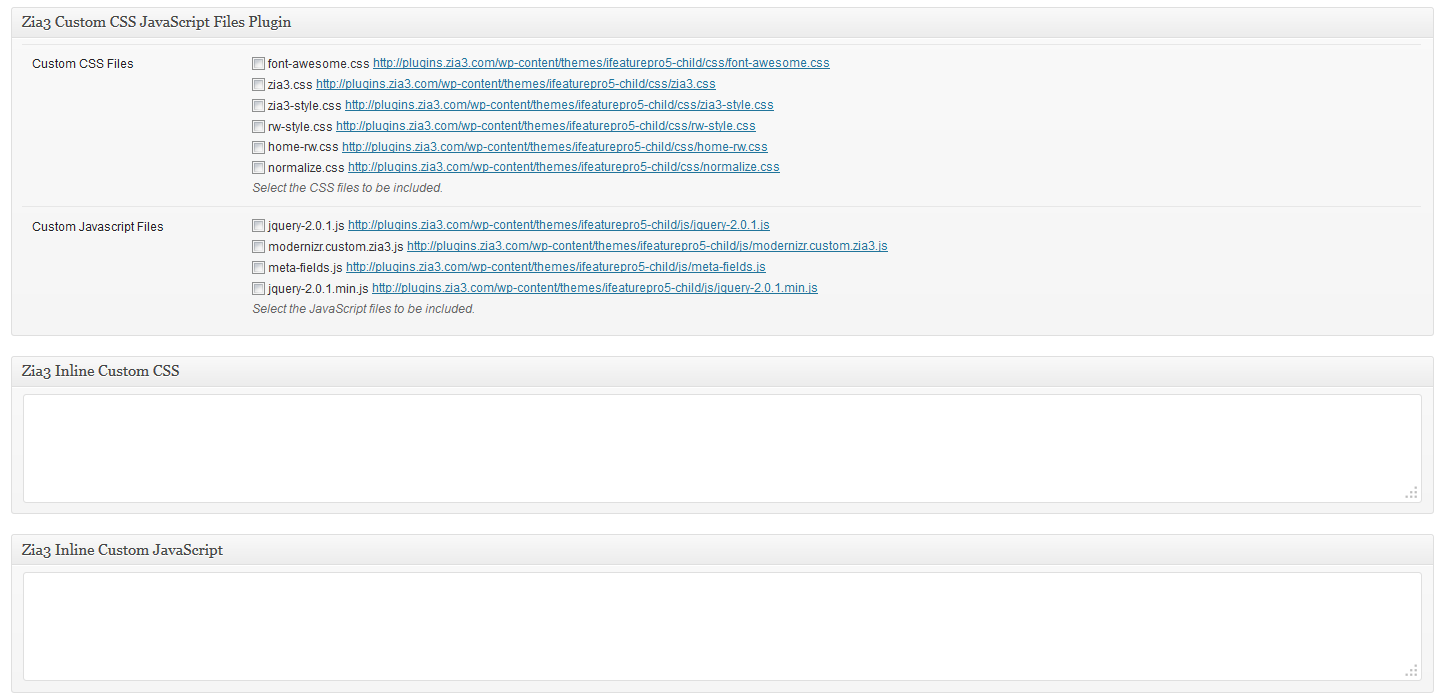 Zia3 Custom CSS JavaScript Files Plugin
Custom CSS Files
font-awesome.css http://plugins.zia3.com/wp-content/themes/ifeaturepro5-child/css/font-awesome.css
zia3.css http://plugins.zia3.com/wp-content/themes/ifeaturepro5-child/css/zia3.css
zia3-style.css http://plugins.zia3.com/wp-content/themes/ifeaturepro5-child/css/zia3-style.css
rw-style.css http://plugins.zia3.com/wp-content/themes/ifeaturepro5-child/css/rw-style.css
home-rw.css http://plugins.zia3.com/wp-content/themes/ifeaturepro5-child/css/home-rw.css
normalize.css http://plugins.zia3.com/wp-content/themes/ifeaturepro5-child/css/normalize.css
Select the CSS files to be included.
Custom Javascript Files
jquery-2.0.1.js http://plugins.zia3.com/wp-content/themes/ifeaturepro5-child/js/jquery-2.0.1.js
modernizr.custom.zia3.js http://plugins.zia3.com/wp-content/themes/ifeaturepro5-child/js/modernizr.custom.zia3.js
meta-fields.js http://plugins.zia3.com/wp-content/themes/ifeaturepro5-child/js/meta-fields.js
jquery-2.0.1.min.js http://plugins.zia3.com/wp-content/themes/ifeaturepro5-child/js/jquery-2.0.1.min.js
Select the JavaScript files to be included.
Zia3 Inline Custom CSS
Zia3 Inline Custom JavaScript